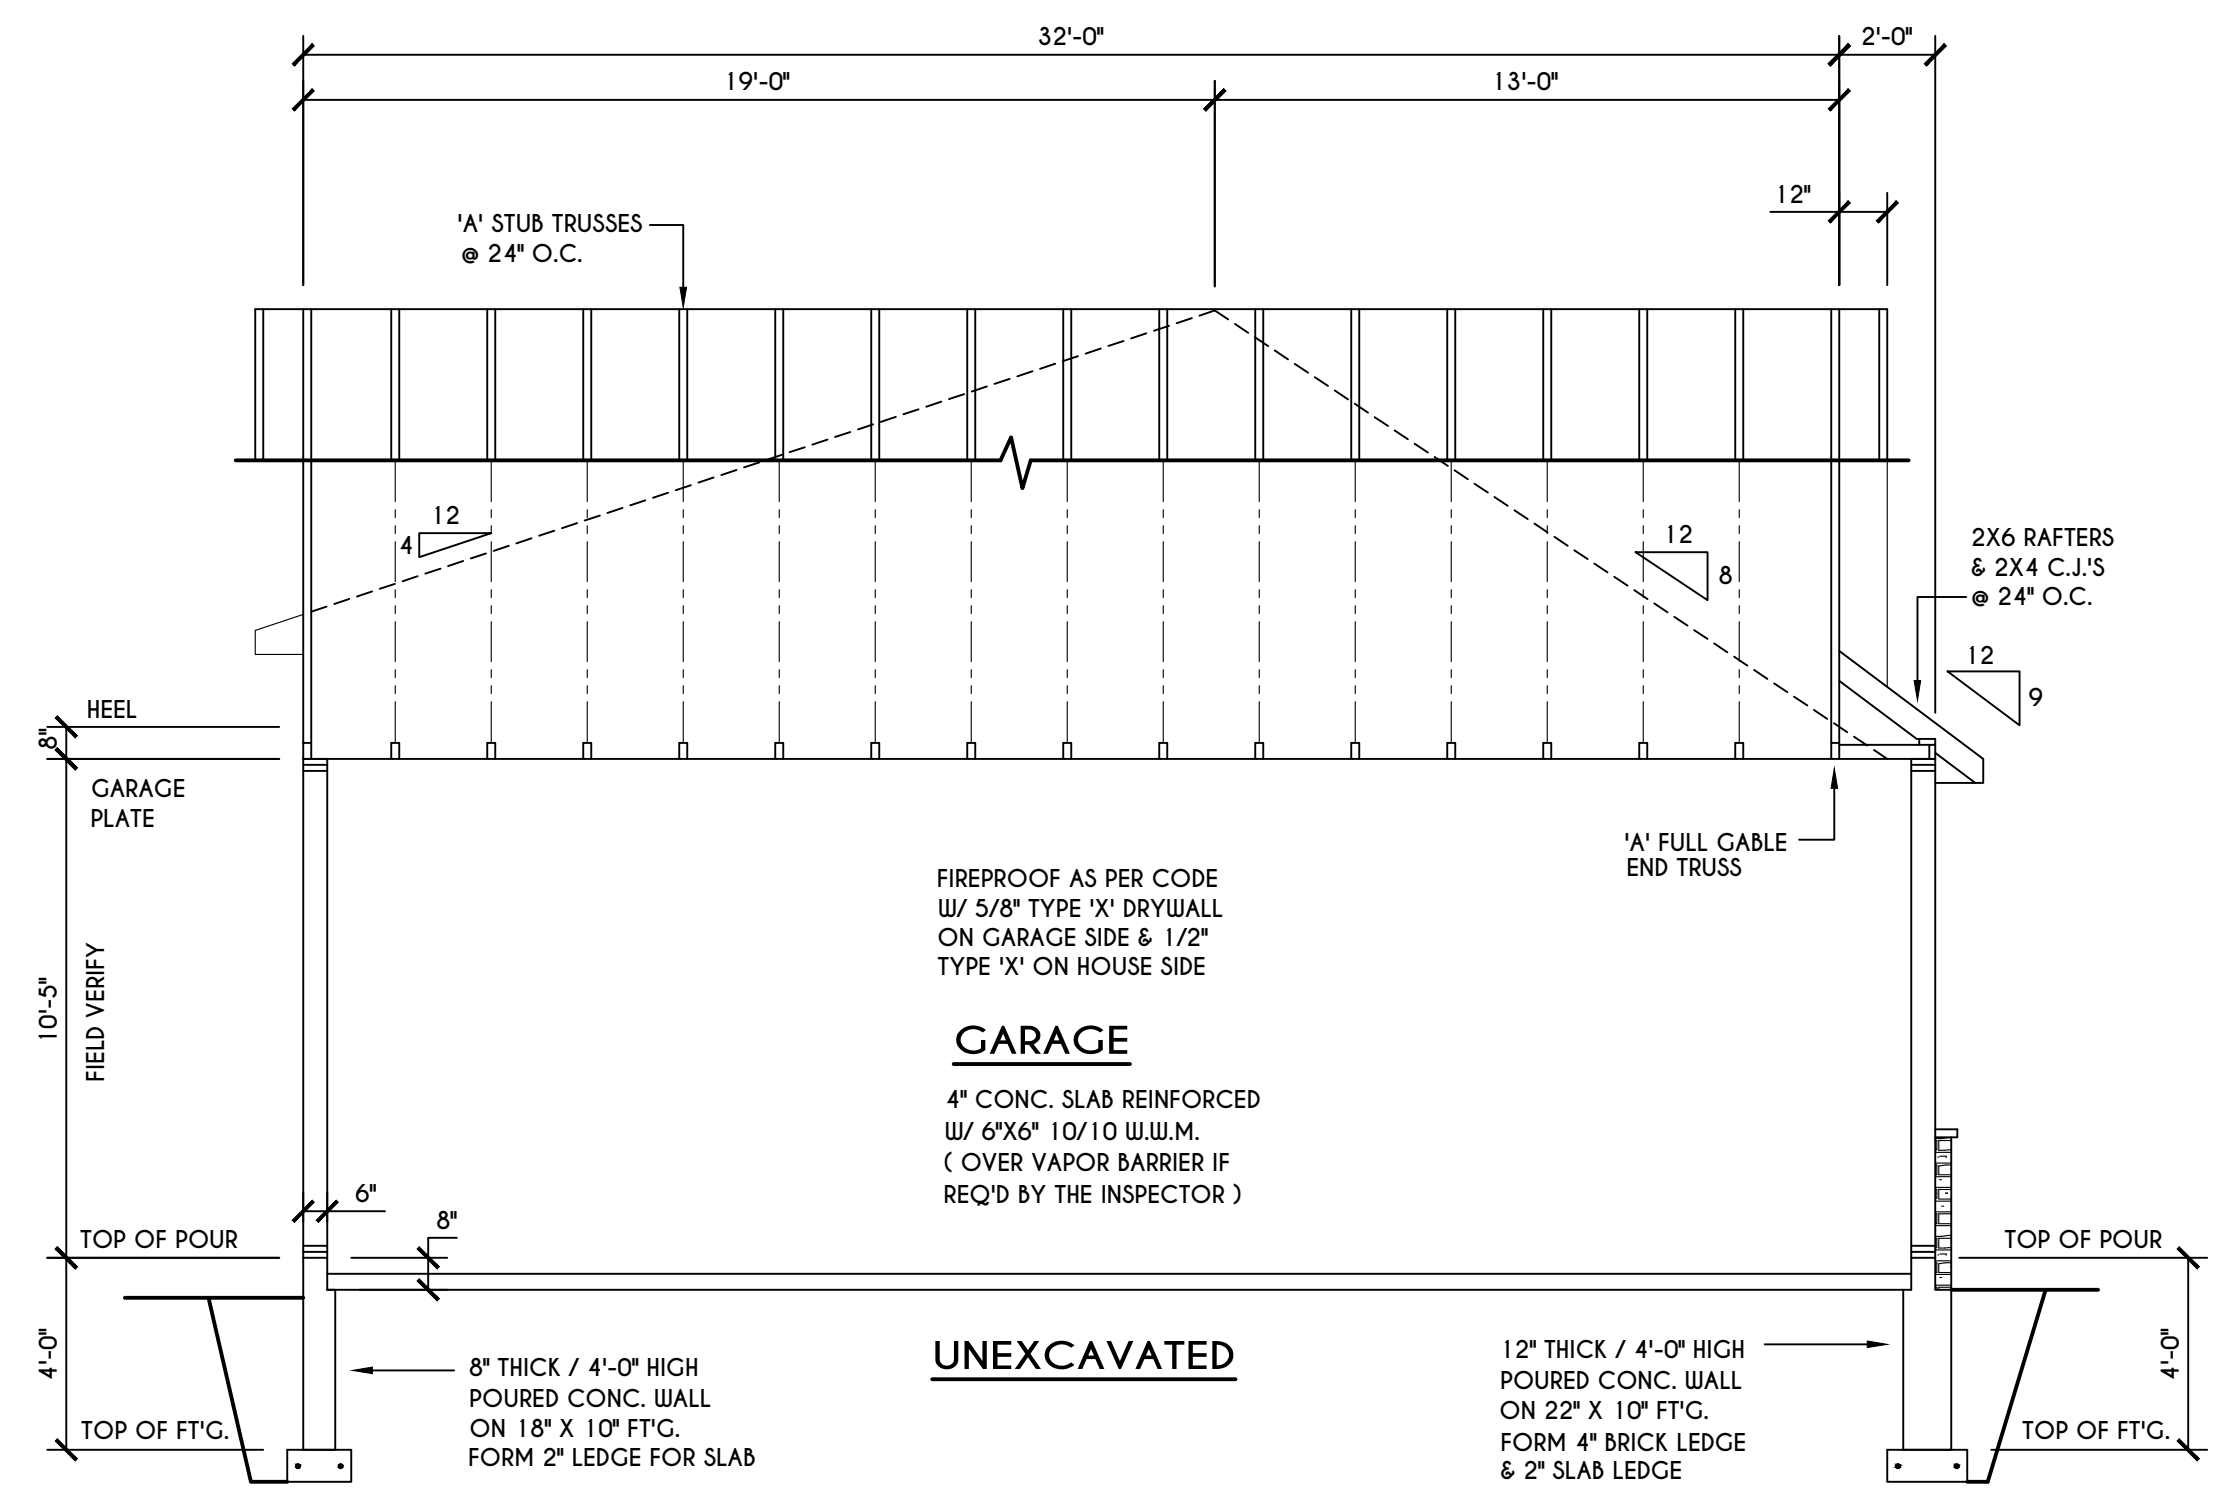 32'-0"
2'-0"
19'-0"
13'-0"
12"
'A' STUB TRUSSES
@ 24" O.C.
12
4
12
8
2X6 RAFTERS
& 2X4 C.J.'S
@ 24" O.C.
12
9
HEEL
8"
GARAGE
PLATE
'A' FULL GABLE
END TRUSS
FIREPROOF AS PER CODE
W/ 5/8" TYPE 'X' DRYWALL
ON GARAGE SIDE & 1/2"
TYPE 'X' ON HOUSE SIDE
10'-5"
FIELD VERIFY
GARAGE
4" CONC. SLAB REINFORCED
W/ 6"X6" 10/10 W.W.M.
( OVER VAPOR BARRIER IF
REQ'D BY THE INSPECTOR )
6"
8"
TOP OF POUR
TOP OF POUR
4'-0"
4'-0"
UNEXCAVATED
8" THICK / 4'-0" HIGH
POURED CONC. WALL
ON 18" X 10" FT'G.
FORM 2" LEDGE FOR SLAB
12" THICK / 4'-0" HIGH
POURED CONC. WALL
ON 22" X 10" FT'G.
FORM 4" BRICK LEDGE
& 2" SLAB LEDGE
TOP OF FT'G.
TOP OF FT'G.